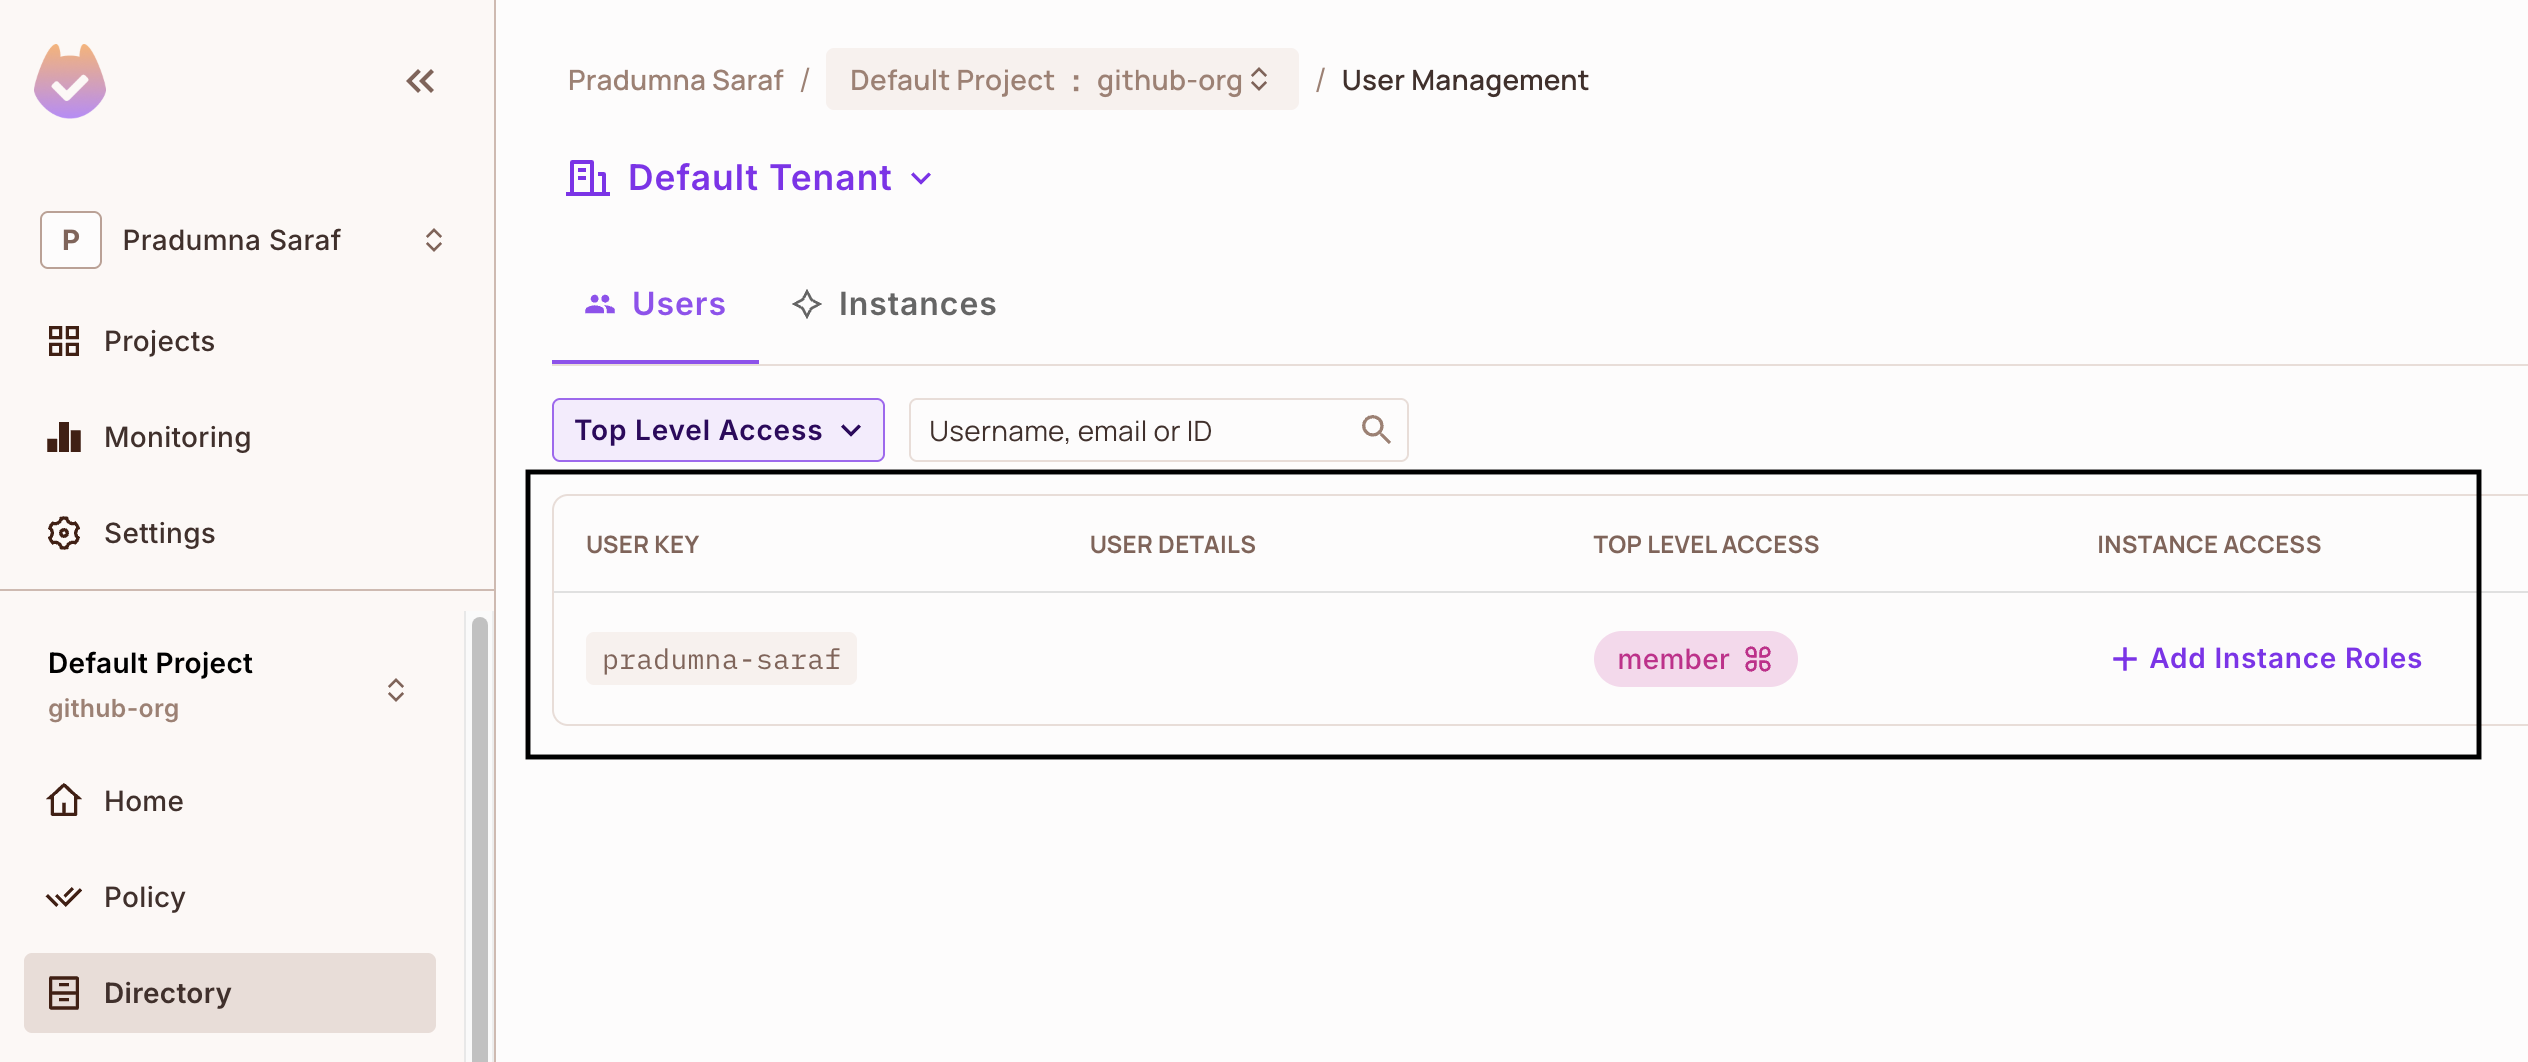 P
Pradumna Saraf
Projects
Monitoring
Settings
Default Project
github-org
Home
Policy
Directory
Pradumna Saraf / Default Project : github-org / User Management
Default Tenant
Users Instances
Top Level Access Username, email or ID
USER KEY USER DETAILS TOP LEVEL ACCESS INSTANCE ACCESS
pradumna-saraf member + Add Instance Roles